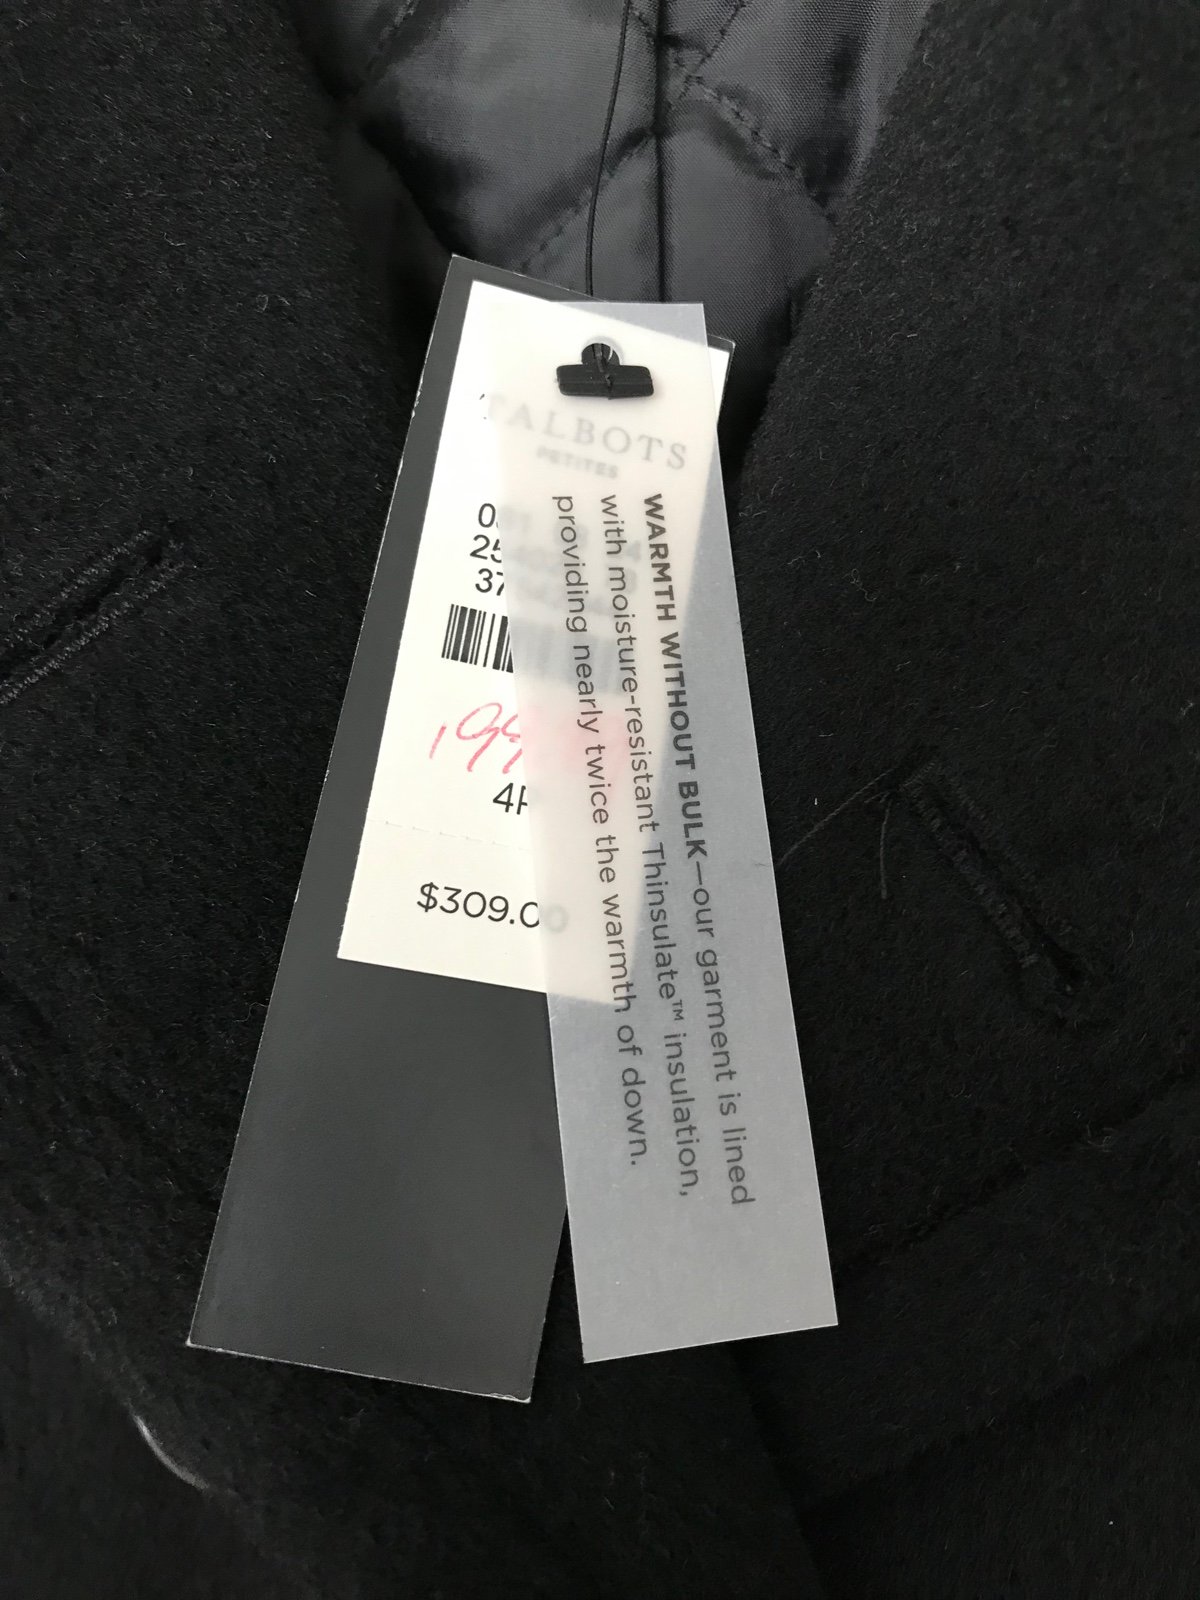 TALBOTS
PETITES
$309.00
WARMTH WITHOUT BULK—our garment is lined
with moisture-resistant Thinsulate™ insulation,
providing nearly twice the warmth of down.